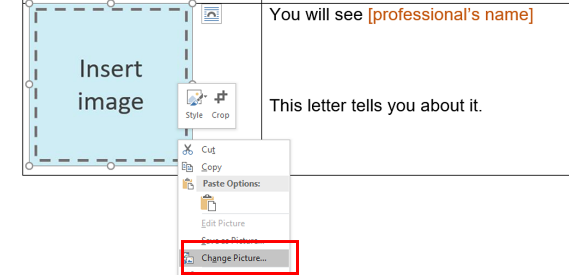 You will see [professional's name]
Insert
image
This letter tells you about it.
Style
Crop
Cut
Copy
Paste Options:
Edit Picture
Save as Picture...
Change Picture...